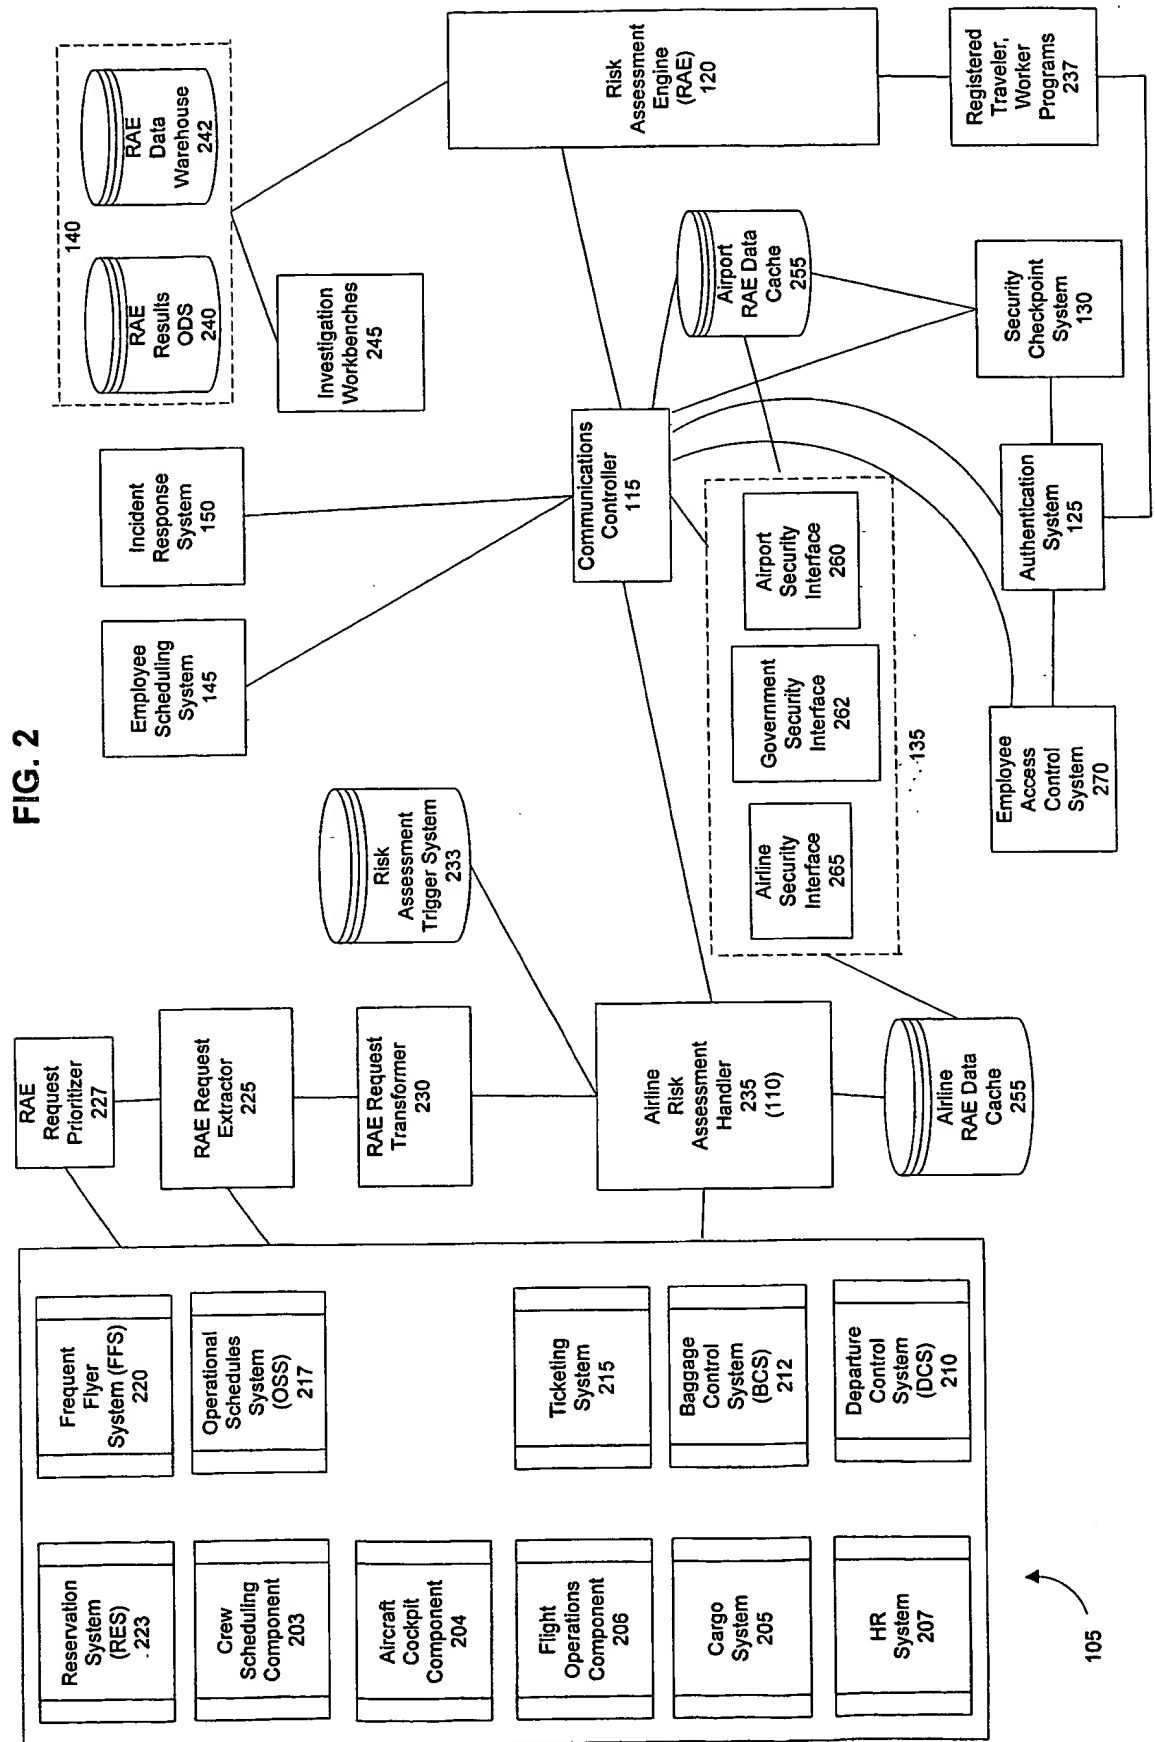 FIG. 2
Reservation
System
(RES)
223
Frequent
Flyer
System (FFS)
220
Crew
Scheduling
Component
203
Operational
Schedules
System
(OSS)
217
Aircraft
Cockpit
Component
204
Flight
Operations
Component
206
Ticketing
System
215
Cargo
System
205
Baggage
Control
System
(BCS)
212
HR
System
207
Departure
Control
System
(DCS)
210
105
RAE
Request
Prioritizer
227
RAE Request
Extractor
225
RAE Request
Transformer
230
Risk
Assessment
Trigger System
233
Airline
Risk
Assessment
Handler
235
(110)
Airline
RAE Data
Cache
255
Employee
Scheduling
System
145
Incident
Response
System
150
RAE
Results
ODS
240
140
RAE
Data
Warehouse
242
Investigation
Workbenches
245
Communications
Controller
115
Airline
Security
Interface
265
Government
Security
Interface
262
Airport
Security
Interface
260
135
Airport
RAE Data
Cache
255
Risk
Assessment
Engine
(RAE)
120
Registered
Traveler,
Worker
Programs
237
Security
Checkpoint
System
130
Authentication
System
125
Employee
Access
Control
System
270